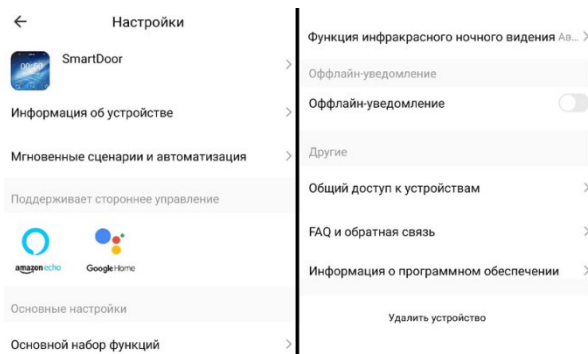 Настройки
SmartDoor
Информация об устройстве
Мгновенные сценарии и автоматизация
Поддерживает стороннее управление
amazon echo
Google Home
Основные настройки
Основной набор функций
Функция инфракрасного ночного видения Ав...
Оффлайн-уведомление
Оффлайн-уведомление
Другие
Общий доступ к устройствам
FAQ и обратная связь
Информация о программном обеспечении
Удалить устройство